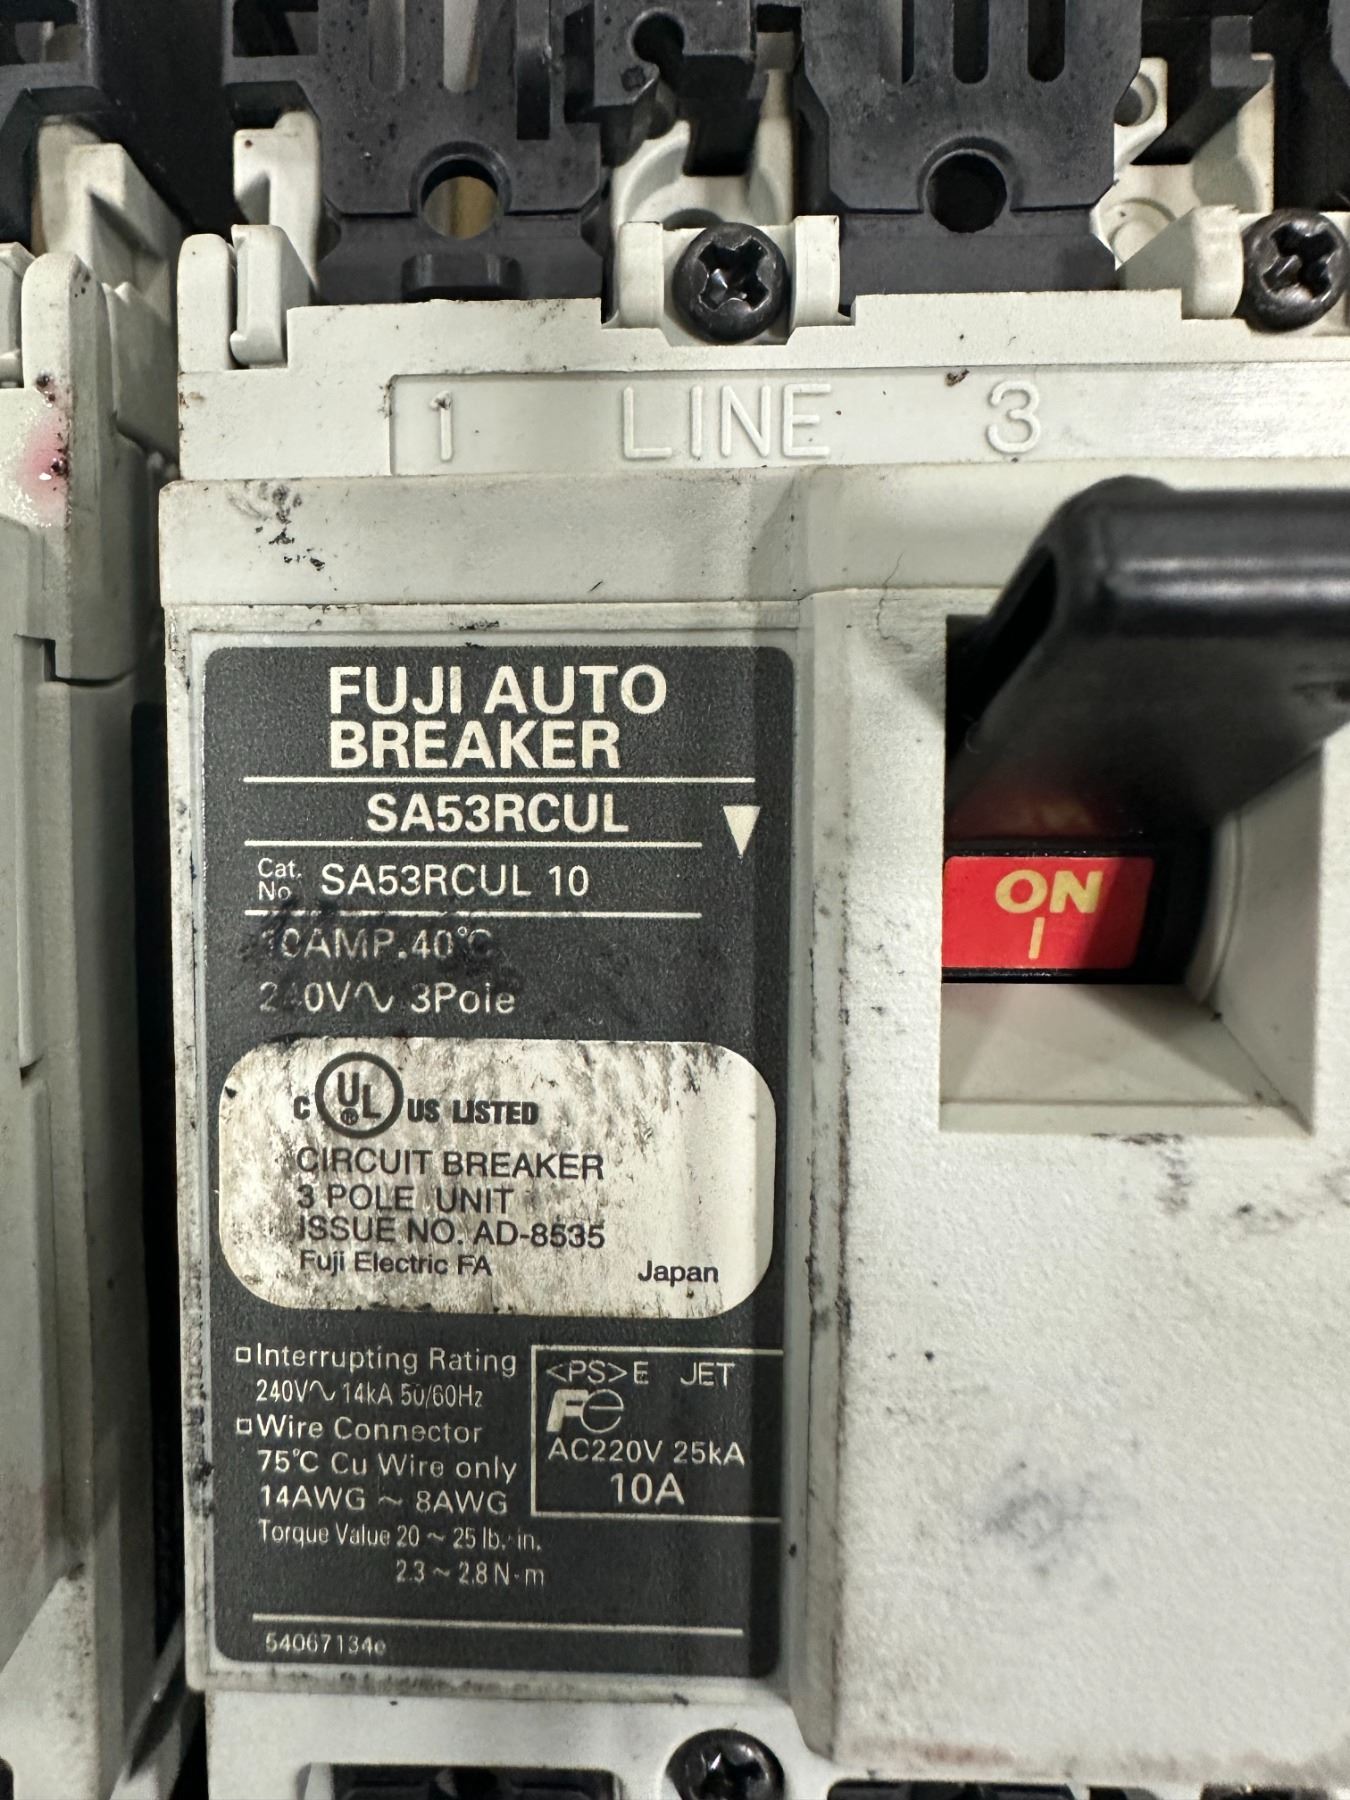 1 LINE 3
FUJI AUTO
BREAKER
SA53RCUL
Cat. No. SA53RCUL 10
10AMP. 40°C
240V∿ 3Pole
ON
I
C UL ® US LISTED
CIRCUIT BREAKER
3 POLE UNIT
ISSUE NO. AD-8535
Fuji Electric FA Japan
□Interrupting Rating
240V∿ 14kA 50/60Hz
□Wire Connector
75°C Cu Wire only
14AWG ~ 8AWG
Torque Value 20 ~ 25 lb.·in.
2.3 ~ 2.8 N·m
<PS>E JET
Fe
AC220V 25kA
10A
54067134e